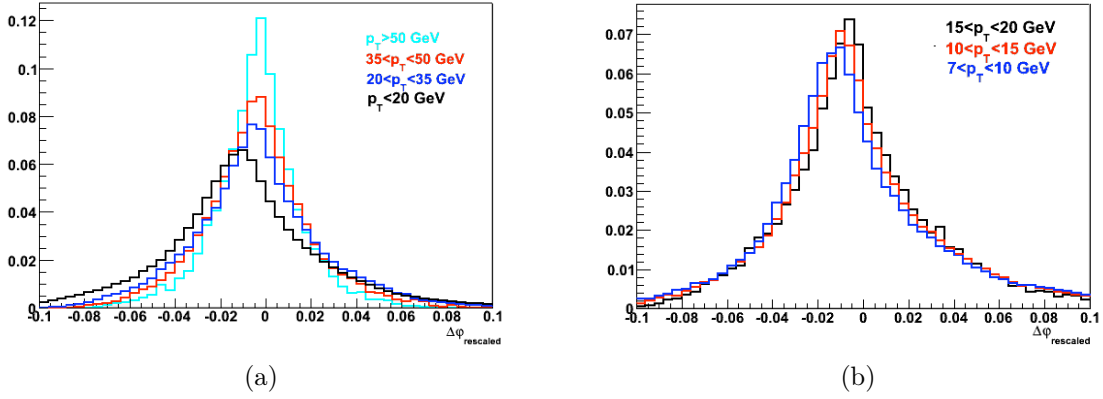 0.12
0.1
0.08
0.06
0.04
0.02
0
-0.1 -0.08 -0.06 -0.04 -0.02 0 0.02 0.04 0.06 0.08 0.1
p_T>50 GeV
35<p_T<50 GeV
20<p_T<35 GeV
p_T<20 GeV
Δφ_rescaled
(a)
0.07
0.06
0.05
0.04
0.03
0.02
0.01
0
-0.1 -0.08 -0.06 -0.04 -0.02 0 0.02 0.04 0.06 0.08 0.1
15<p_T<20 GeV
10<p_T<15 GeV
7<p_T<10 GeV
Δφ_rescaled
(b)